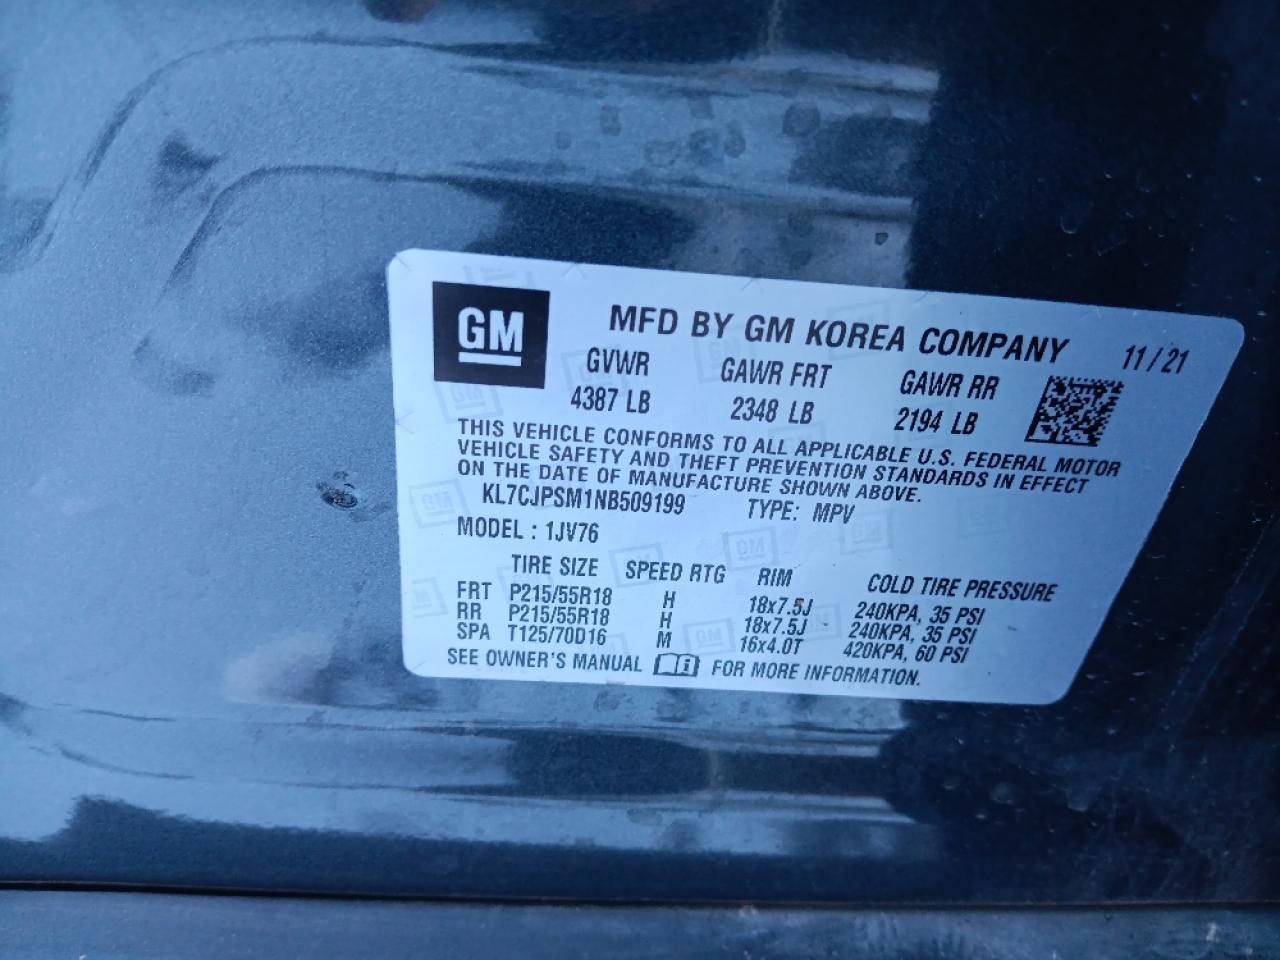 GM
MFD BY GM KOREA COMPANY 11/21
GVWR GAWR FRT GAWR RR
4387 LB 2348 LB 2194 LB
THIS VEHICLE CONFORMS TO ALL APPLICABLE U.S. FEDERAL MOTOR
VEHICLE SAFETY AND THEFT PREVENTION STANDARDS IN EFFECT
ON THE DATE OF MANUFACTURE SHOWN ABOVE.
KL7CJPSM1NB509199 TYPE: MPV
MODEL : 1JV76
TIRE SIZE SPEED RTG RIM COLD TIRE PRESSURE
FRT P215/55R18 H 18x7.5J 240KPA, 35 PSI
RR P215/55R18 H 18x7.5J 240KPA, 35 PSI
SPA T125/70D16 M 16x4.0T 420KPA, 60 PSI
SEE OWNER'S MANUAL FOR MORE INFORMATION.